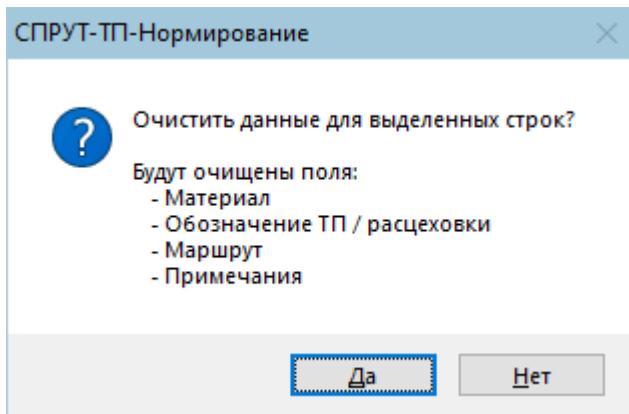 СПРУТ-ТП-Нормирование
Очистить данные для выделенных строк?
Будут очищены поля:
- Материал
- Обозначение ТП / расцеховки
- Маршрут
- Примечания
Да
Нет